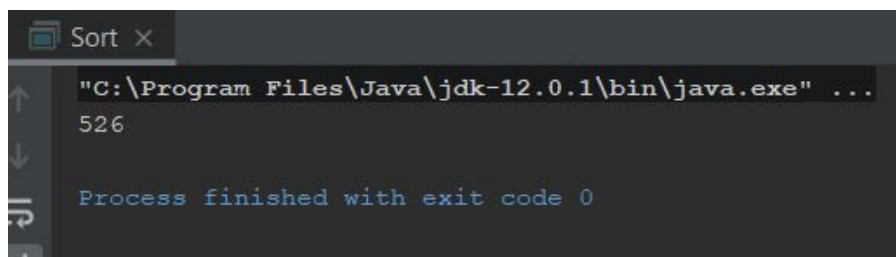 Sort ×
"C:\Program Files\Java\jdk-12.0.1\bin\java.exe" ...
526
Process finished with exit code 0